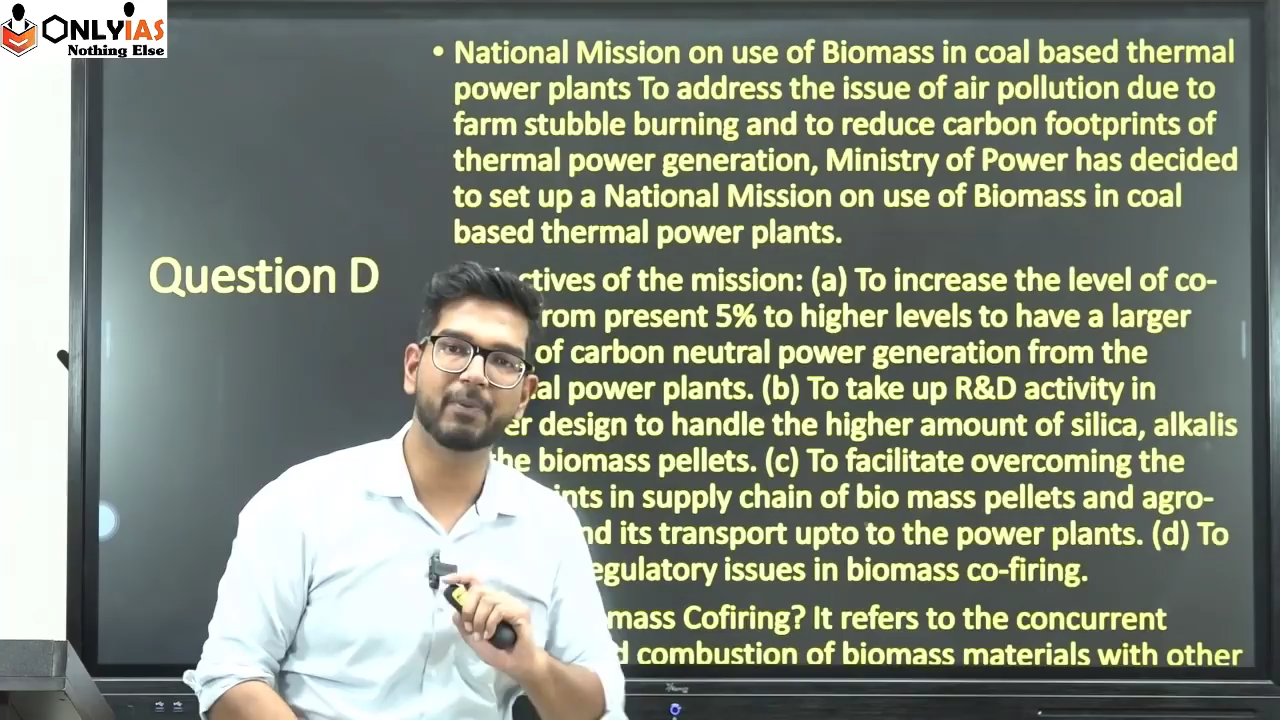 ONLYIAS
Nothing Else
Question D
• National Mission on use of Biomass in coal based thermal
power plants To address the issue of air pollution due to
farm stubble burning and to reduce carbon footprints of
thermal power generation, Ministry of Power has decided
to set up a National Mission on use of Biomass in coal
based thermal power plants.
ctives of the mission: (a) To increase the level of co-
rom present 5% to higher levels to have a larger
of carbon neutral power generation from the
al power plants. (b) To take up R&D activity in
er design to handle the higher amount of silica, alkalis
the biomass pellets. (c) To facilitate overcoming the
ints in supply chain of bio mass pellets and agro-
nd its transport upto to the power plants. (d) To
egulatory issues in biomass co-firing.
mass Cofiring? It refers to the concurrent
d combustion of biomass materials with other